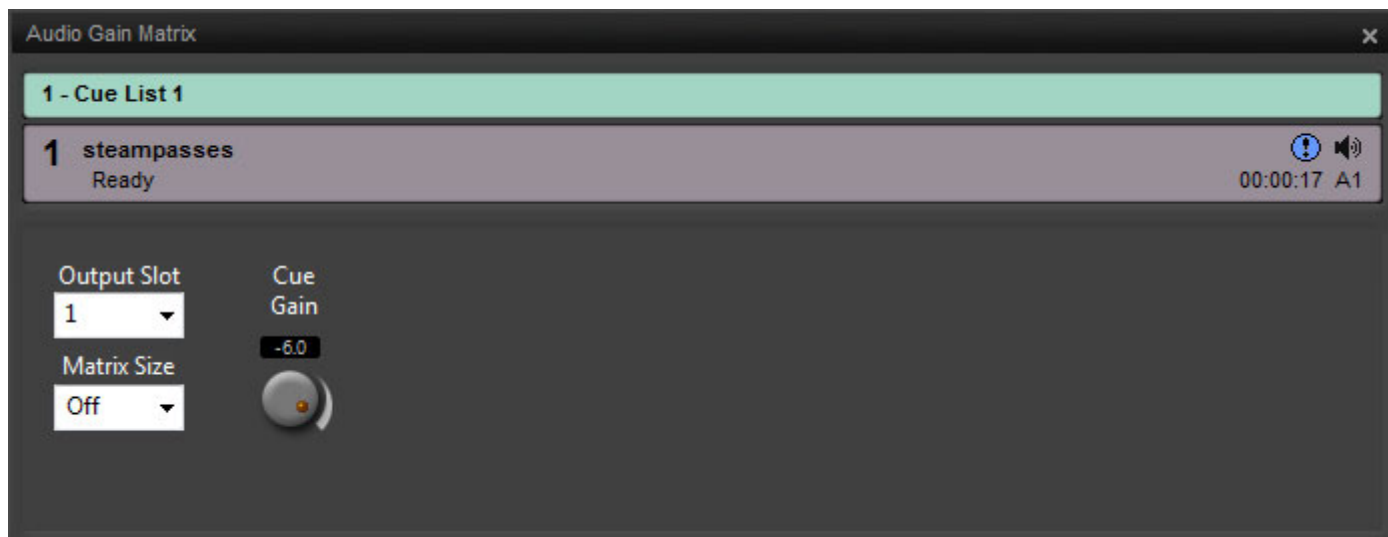 Audio Gain Matrix
1 - Cue List 1
1 steampasses
Ready
00:00:17 A1
Output Slot
1
Matrix Size
Off
Cue
Gain
-6.0